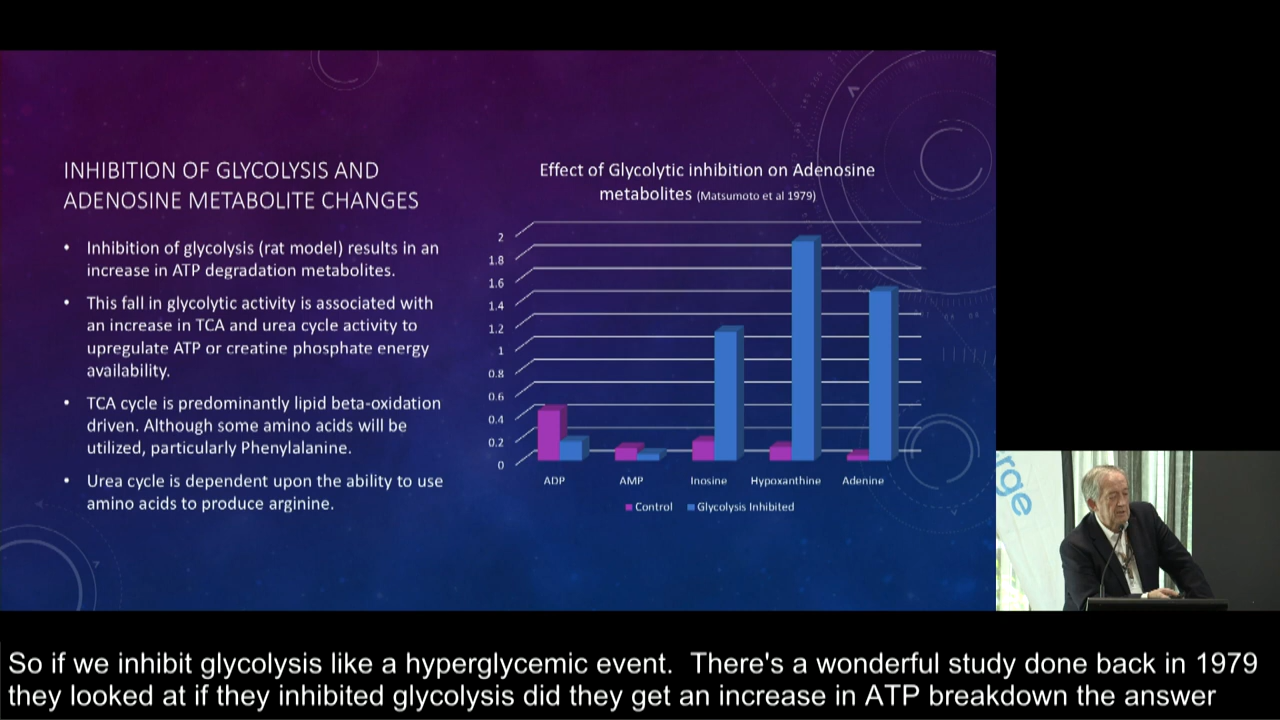 INHIBITION OF GLYCOLYSIS AND
ADENOSINE METABOLITE CHANGES
• Inhibition of glycolysis (rat model) results in an
increase in ATP degradation metabolites.
• This fall in glycolytic activity is associated with
an increase in TCA and urea cycle activity to
upregulate ATP or creatine phosphate energy
availability.
• TCA cycle is predominantly lipid beta-oxidation
driven. Although some amino acids will be
utilized, particularly Phenylalanine.
• Urea cycle is dependent upon the ability to use
amino acids to produce arginine.
Effect of Glycolytic inhibition on Adenosine
metabolites (Matsumoto et al 1979)
2
1.8
1.6
1.4
1.2
1
0.8
0.6
0.4
0.2
0
ADP AMP Inosine Hypoxanthine Adenine
Control Glycolysis Inhibited
rge
So if we inhibit glycolysis like a hyperglycemic event. There's a wonderful study done back in 1979
they looked at if they inhibited glycolysis did they get an increase in ATP breakdown the answer